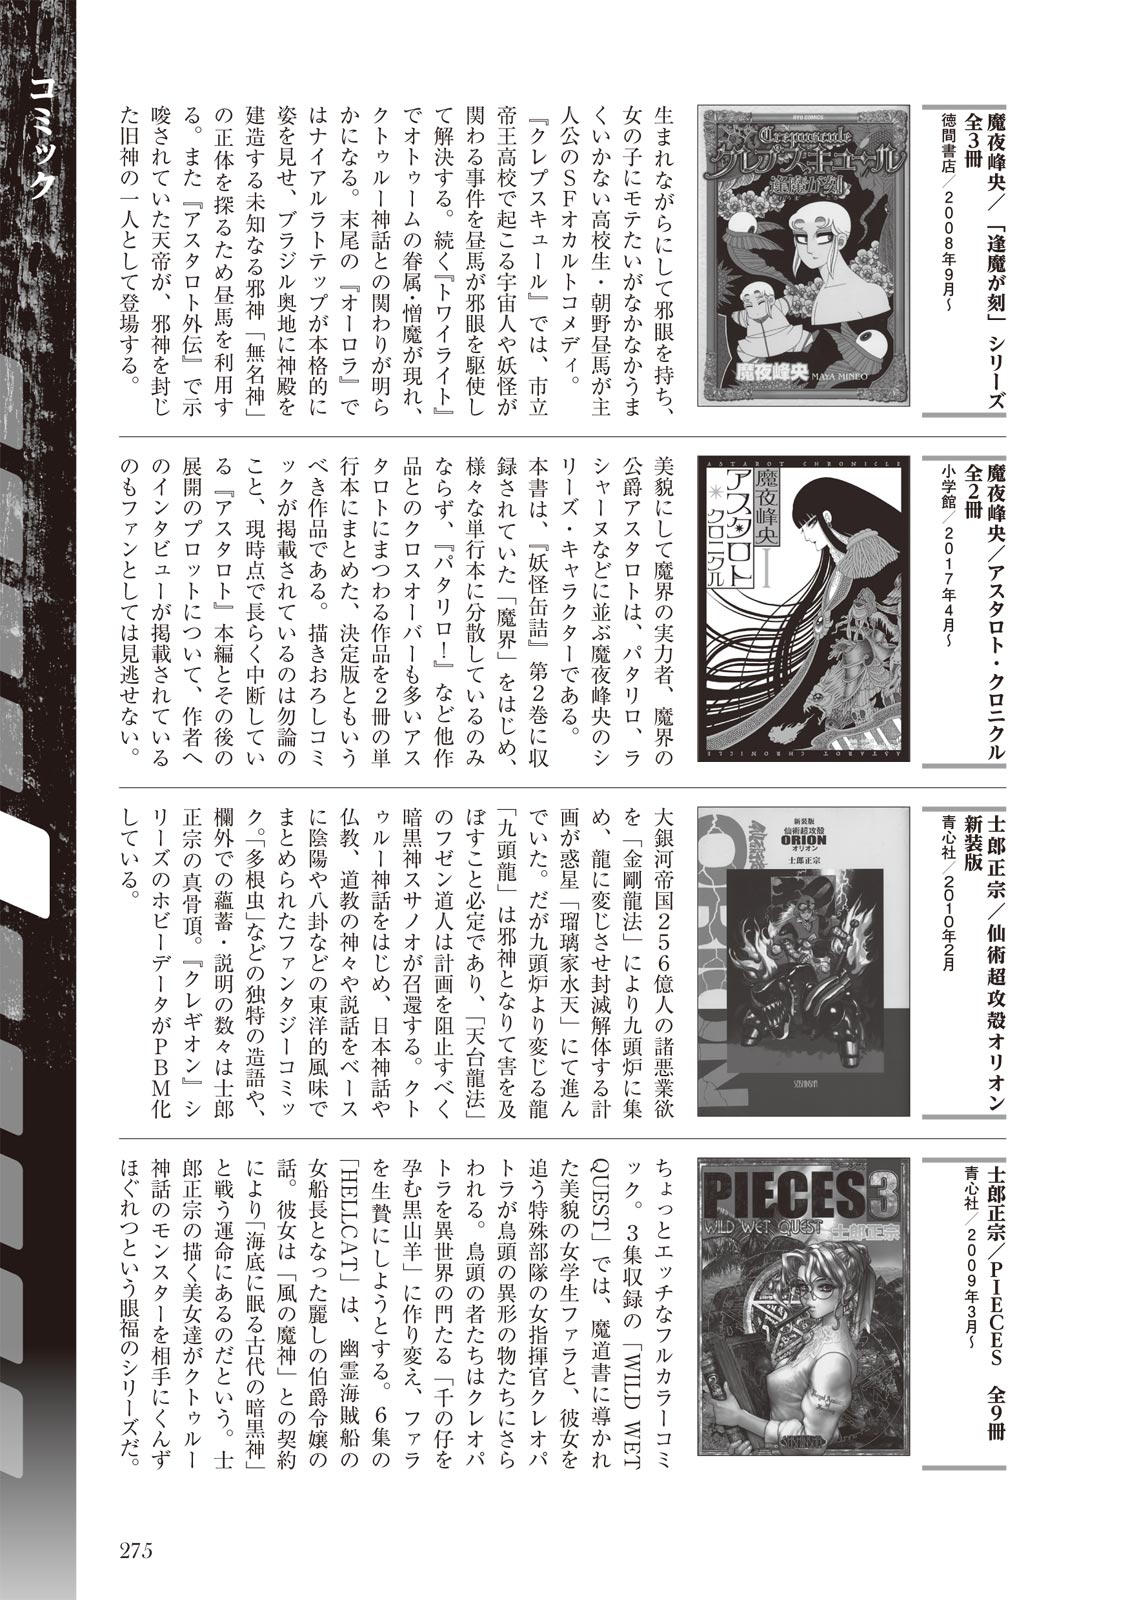 コミック
魔夜峰央／「逢魔が刻」シリーズ
全3冊
徳間書店／2008年9月～
RYU COMICS
Crepuscule
クレプスキュール
逢魔が刻
魔夜峰央
MAYA MINEO
生まれながらにして邪眼を持ち、
女の子にモテたいがなかなかうま
くいかない高校生・朝野昼馬が主
人公のSFオカルトコメディ。
『クレプスキュール』では、市立
帝王高校で起こる宇宙人や妖怪が
関わる事件を昼馬が邪眼を駆使し
て解決する。続く『トワイライト』
でオトゥームの眷属・憎魔が現れ、
クトゥルー神話との関わりが明ら
かになる。末尾の『オーロラ』で
はナイアルラトテップが本格的に
姿を見せ、ブラジル奥地に神殿を
建造する未知なる邪神「無名神」
の正体を探るため昼馬を利用す
る。また『アスタロト外伝』で示
唆されていた天帝が、邪神を封じ
た旧神の一人として登場する。
魔夜峰央／アスタロト・クロニクル
全2冊
小学館／2017年4月～
ASTAROT CHRONICLE
魔夜峰央
アスタロト
クロニクル
I
ASTAROT CHRONICLE
美貌にして魔界の実力者、魔界の
公爵アスタロトは、パタリロ、ラ
シャーヌなどに並ぶ魔夜峰央のシ
リーズ・キャラクターである。
本書は、『妖怪缶詰』第2巻に収
録されていた「魔界」をはじめ、
様々な単行本に分散しているのみ
ならず、『パタリロ！』など他作
品とのクロスオーバーも多いアス
タロトにまつわる作品を2冊の単
行本にまとめた、決定版ともいう
べき作品である。描きおろしコミ
ックが掲載されているのは勿論の
こと、現時点で長らく中断してい
る『アスタロト』本編とその後の
展開のプロットについて、作者へ
のインタビューが掲載されている
のもファンとしては見逃せない。
士郎正宗／仙術超攻殻オリオン
新装版
青心社／2010年2月
新装版
仙術超攻殻
ORION
オリオン
士郎正宗
SEISHINSHA
大銀河帝国256億人の諸悪業欲
を「金剛龍法」により九頭炉に集
め、龍に変じさせ封滅解体する計
画が惑星「瑠璃家水天」にて進ん
でいた。だが九頭炉より変じる龍
「九頭龍」は邪神となりて害を及
ぼすこと必定であり、「天台龍法」
のフゼン道人は計画を阻止すべく
暗黒神スサノオが召還する。クト
ゥルー神話をはじめ、日本神話や
仏教、道教の神々や説話をベース
に陰陽や八卦などの東洋的風味で
まとめられたファンタジーコミッ
ク。「多根虫」などの独特の造語や、
欄外での蘊蓄・説明の数々は士郎
正宗の真骨頂。『クレギオン』シ
リーズのホビーデータがPBM化
している。
士郎正宗／PIECES　全9冊
青心社／2009年3月～
PIECES3
WILD WET QUEST
士郎正宗
ちょっとエッチなフルカラーコミ
ック。3集収録の「WILD WET
QUEST」では、魔道書に導かれ
た美貌の女学生ファラと、彼女を
追う特殊部隊の女指揮官クレオパ
トラが鳥頭の異形の物たちにさら
われる。鳥頭の者たちはクレオパ
トラを異世界の門たる「千の仔を
孕む黒山羊」に作り変え、ファラ
を生贄にしようとする。6集の
「HELLCAT」は、幽霊海賊船の
女船長となった麗しの伯爵令嬢の
話。彼女は「風の魔神」との契約
により「海底に眠る古代の暗黒神」
と戦う運命にあるのだという。士
郎正宗の描く美女達がクトゥルー
神話のモンスターを相手にくんず
ほぐれつという眼福のシリーズだ。
275